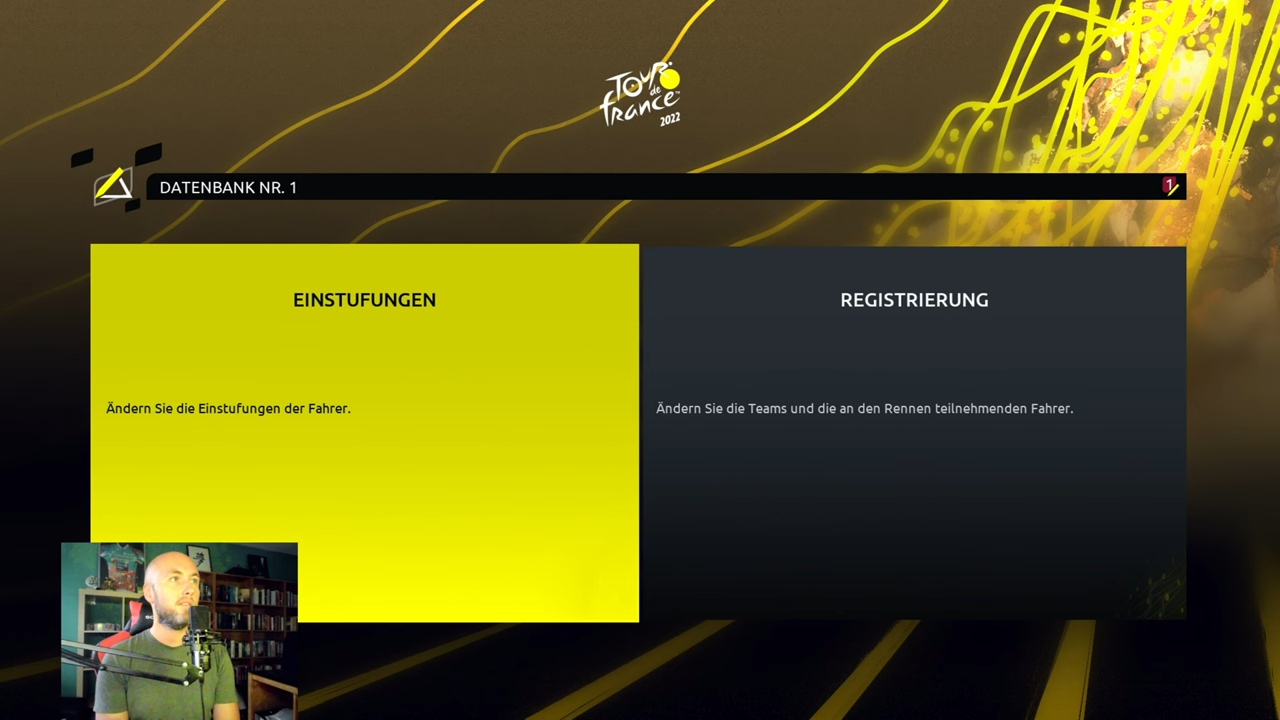 Tour
de
france
2022
DATENBANK NR. 1
1
EINSTUFUNGEN
REGISTRIERUNG
Ändern Sie die Einstufungen der Fahrer.
Ändern Sie die Teams und die an den Rennen teilnehmenden Fahrer.